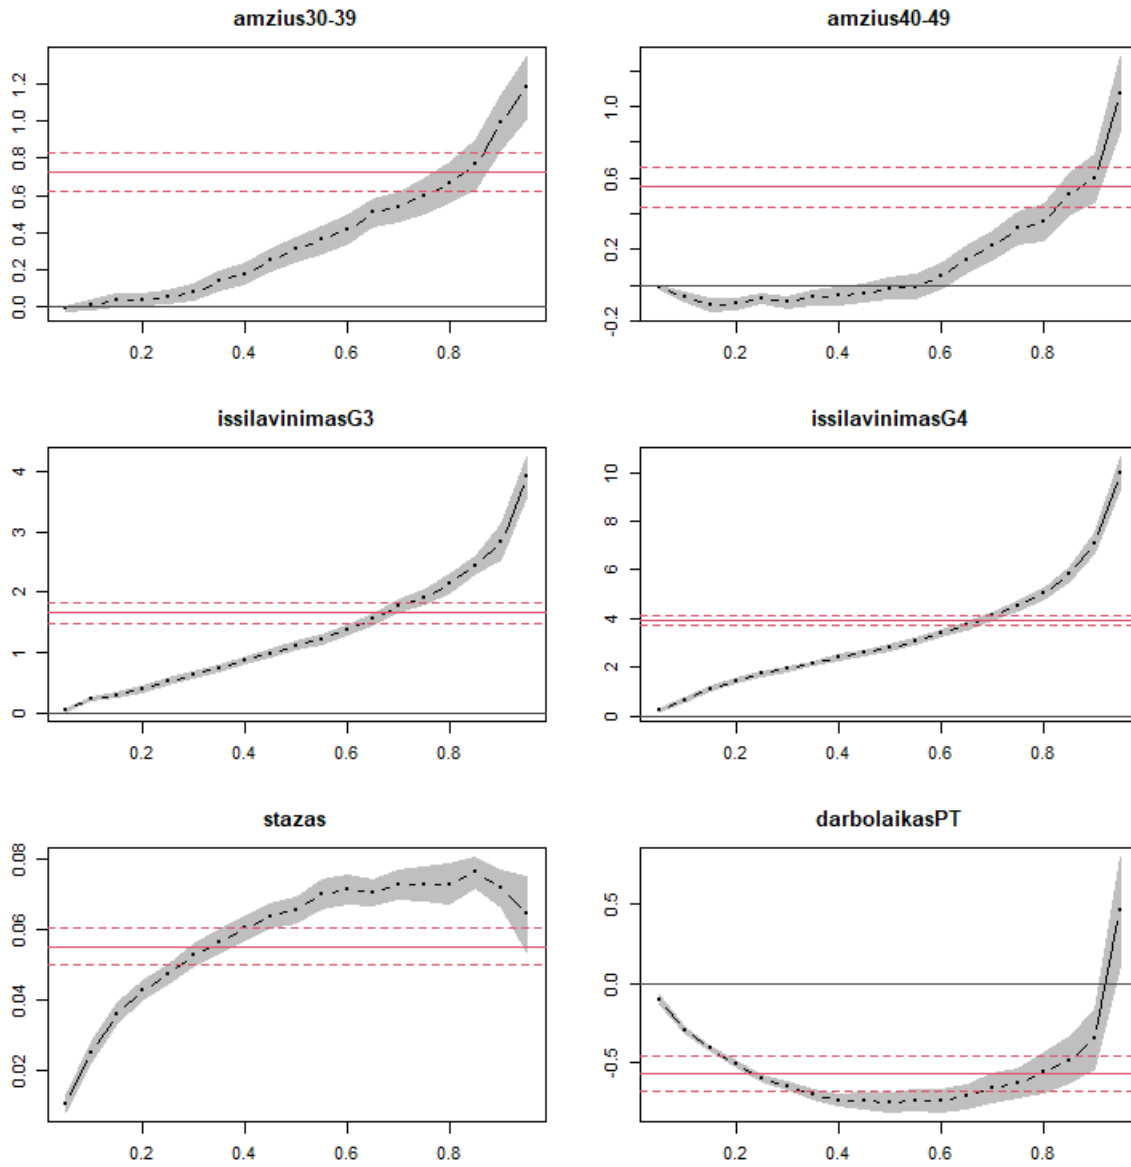 amzius30-39
amzius40-49
0.0 0.2 0.4 0.6 0.8 1.0 1.2
-0.2 0.2 0.6 1.0
0.2 0.4 0.6 0.8
0.2 0.4 0.6 0.8
issilavinimasG3
issilavinimasG4
0 1 2 3 4
0 2 4 6 8 10
0.2 0.4 0.6 0.8
0.2 0.4 0.6 0.8
stazas
darbolaikasPT
0.02 0.04 0.06 0.08
-0.5 0.0 0.5
0.2 0.4 0.6 0.8
0.2 0.4 0.6 0.8